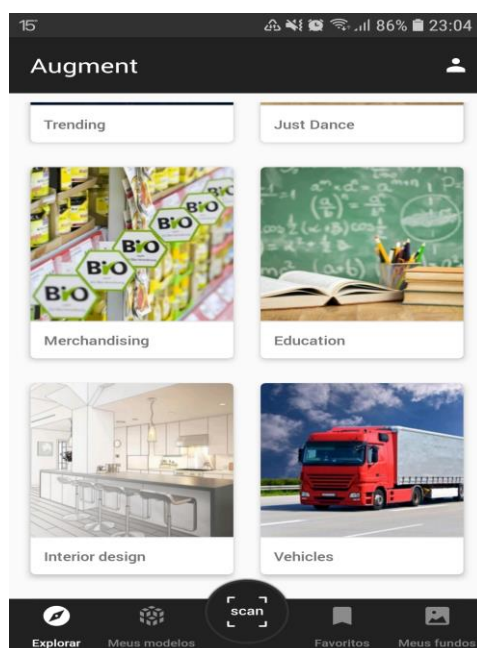 15° 86% 23:04
Augment
Trending Just Dance
BIO
BIO
BIO
BIO
Merchandising Education
Interior design Vehicles
scan
Explorar Meus modelos Favoritos Meus fundos